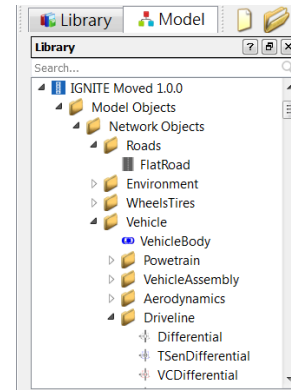 Library Model
Library ?
Search...
IGNITE Moved 1.0.0
Model Objects
Network Objects
Roads
FlatRoad
Environment
WheelsTires
Vehicle
VehicleBody
Powetrain
VehicleAssembly
Aerodynamics
Driveline
Differential
TSenDifferential
VCDifferential